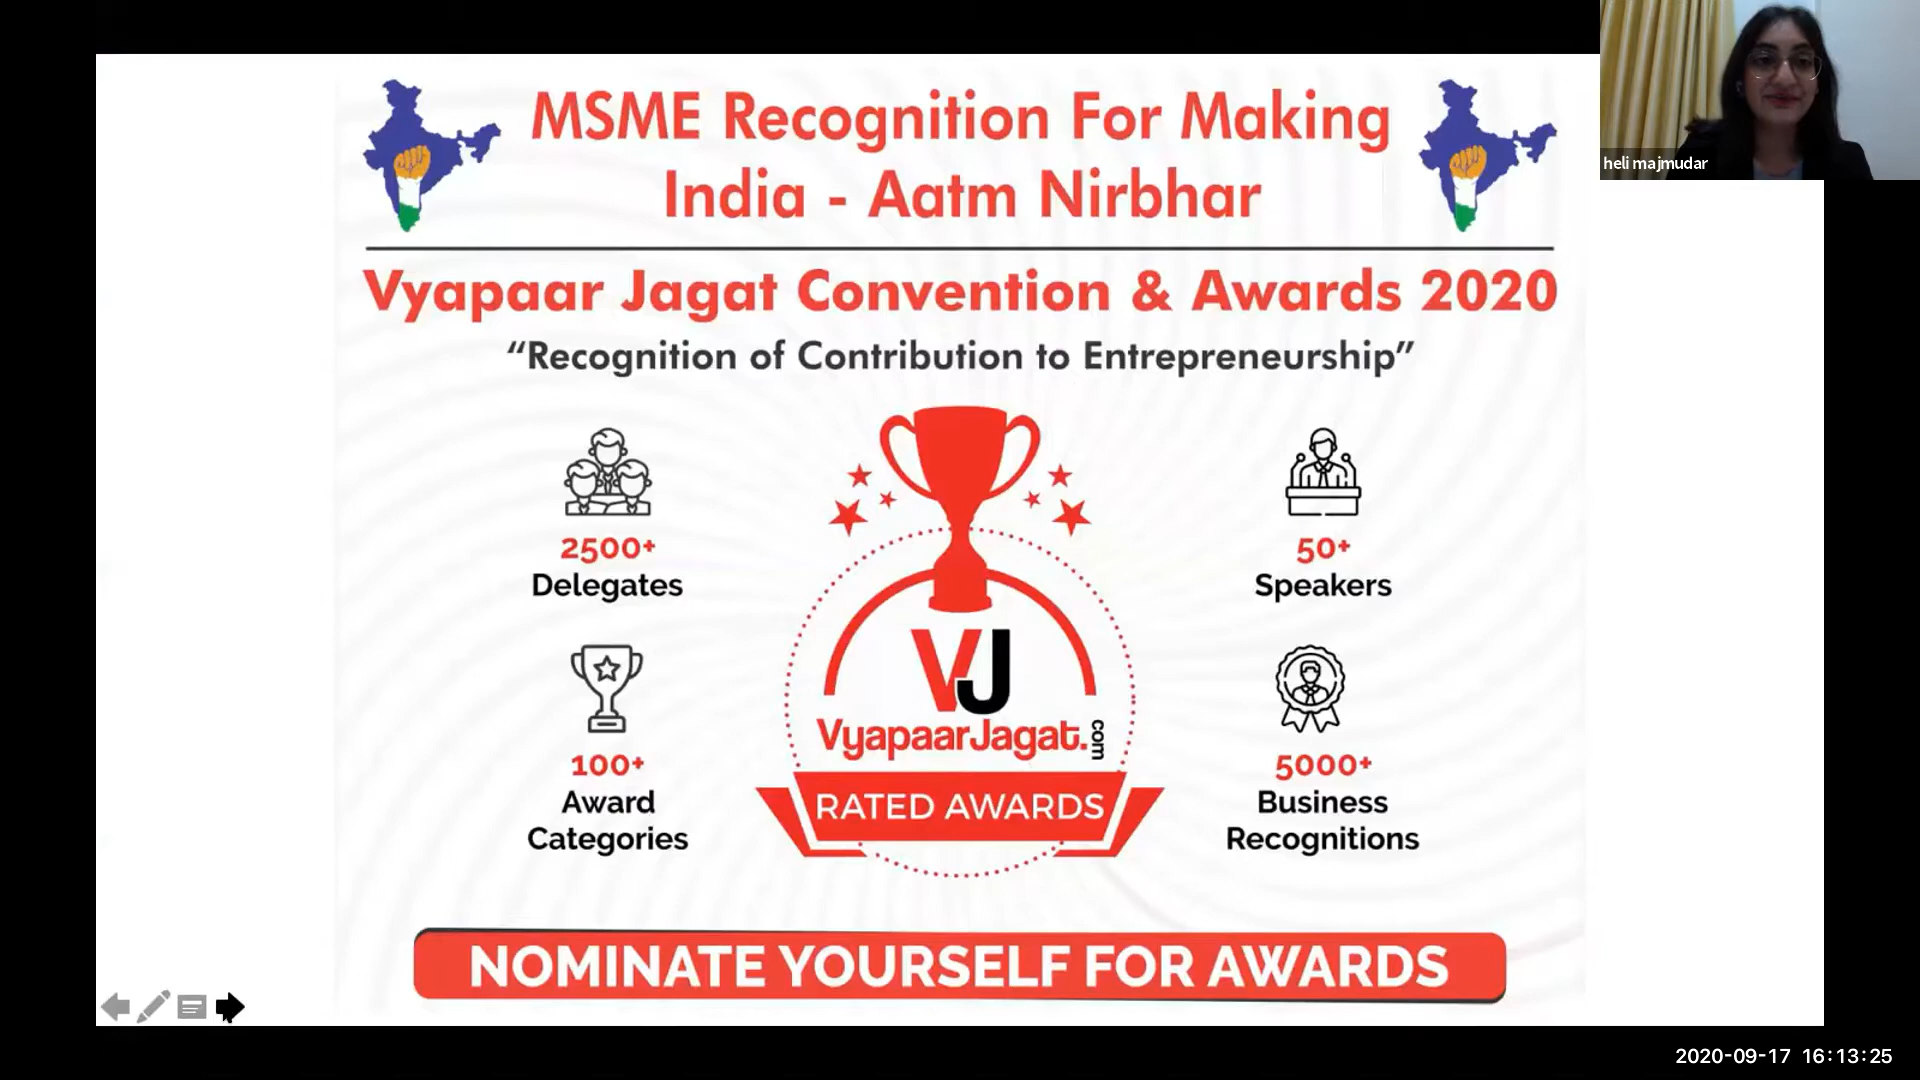 MSME Recognition For Making
India - Aatm Nirbhar
Vyapaar Jagat Convention & Awards 2020
“Recognition of Contribution to Entrepreneurship”
2500+
Delegates
50+
Speakers
100+
Award
Categories
5000+
Business
Recognitions
VJ
VyapaarJagat.com
RATED AWARDS
NOMINATE YOURSELF FOR AWARDS
heli majmudar
2020-09-17 16:13:25